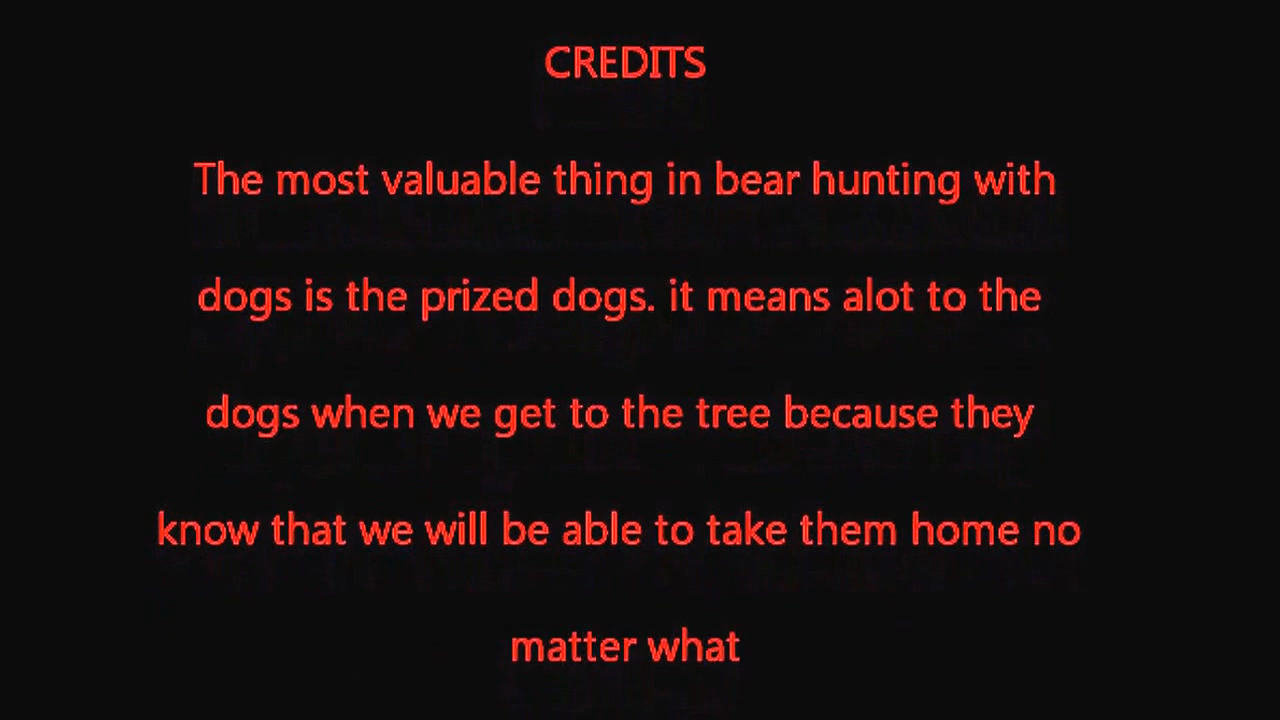 CREDITS
The most valuable thing in bear hunting with
dogs is the prized dogs. it means alot to the
dogs when we get to the tree because they
know that we will be able to take them home no
matter what